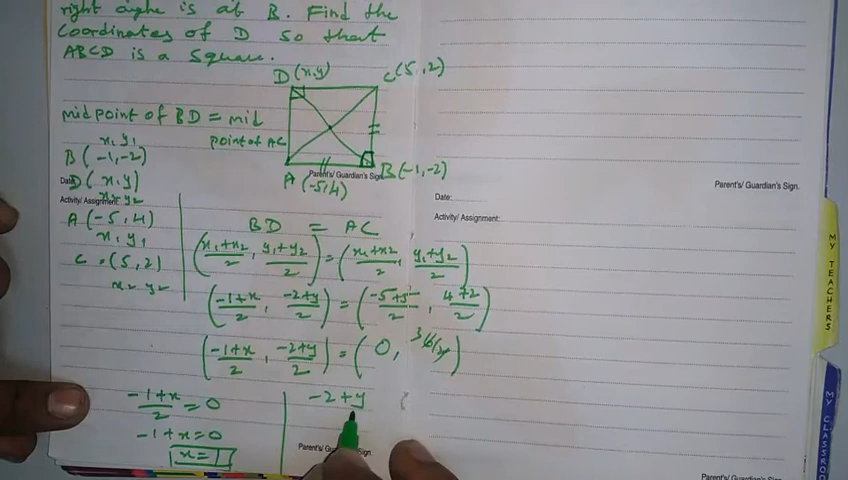 right angle is at B. Find the
Coordinates of D so that
ABCD is a Square.
D (x,y)
C (5,2)
midpoint of BD = mid
point of AC
x1 y1
B (-1,-2)
D (x,y)
x2 y2
A (-5,4)
x1 y1
C = (5,2)
x2 y2
A (-5,4)
B (-1,-2)
Parent's/ Guardian's Sign.
Activity/ Assignment:
BD = AC
(x1+x2/2, y1+y2/2) = (x1+x2/2, y1+y2/2)
(-1+x/2, -2+y/2) = (-5+5/2, 4+2/2)
(-1+x/2, -2+y/2) = (0, 3 6/2)
-1+x/2 = 0
-1+x=0
x=1
-2+y
Parent's/ Guardian's Sign.
Parent's/ Guardian's Sign.
Date:
Activity/ Assignment:
Parent's/ Guardian's Sign.
MY TEACHERS
MY CLASSROOM